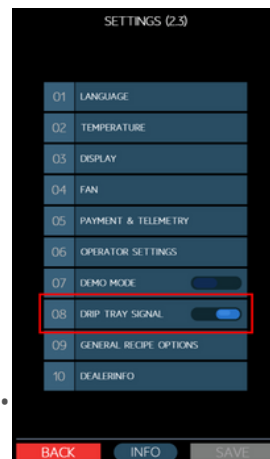 SETTINGS (2.3)
01 LANGUAGE
02 TEMPERATURE
03 DISPLAY
04 FAN
05 PAYMENT & TELEMETRY
06 OPERATOR SETTINGS
07 DEMO MODE
08 DRIP TRAY SIGNAL
09 GENERAL RECIPE OPTIONS
10 DEALERINFO
BACK INFO SAVE